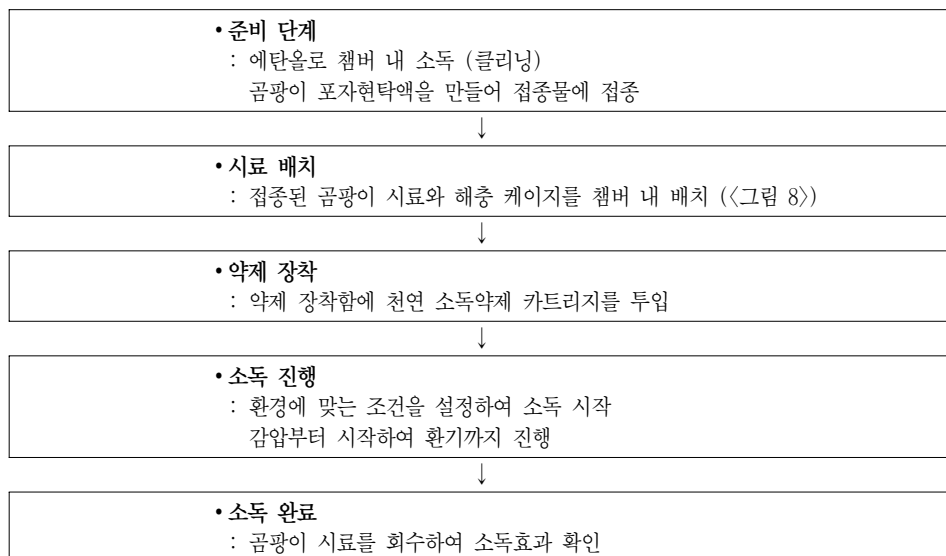 • 준비 단계
: 에탄올로 챔버 내 소독 (클리닝)
곰팡이 포자현탁액을 만들어 접종물에 접종
↓
• 시료 배치
: 접종된 곰팡이 시료와 해충 케이지를 챔버 내 배치 (〈그림 8〉)
↓
• 약제 장착
: 약제 장착함에 천연 소독약제 카트리지를 투입
↓
• 소독 진행
: 환경에 맞는 조건을 설정하여 소독 시작
감압부터 시작하여 환기까지 진행
↓
• 소독 완료
: 곰팡이 시료를 회수하여 소독효과 확인